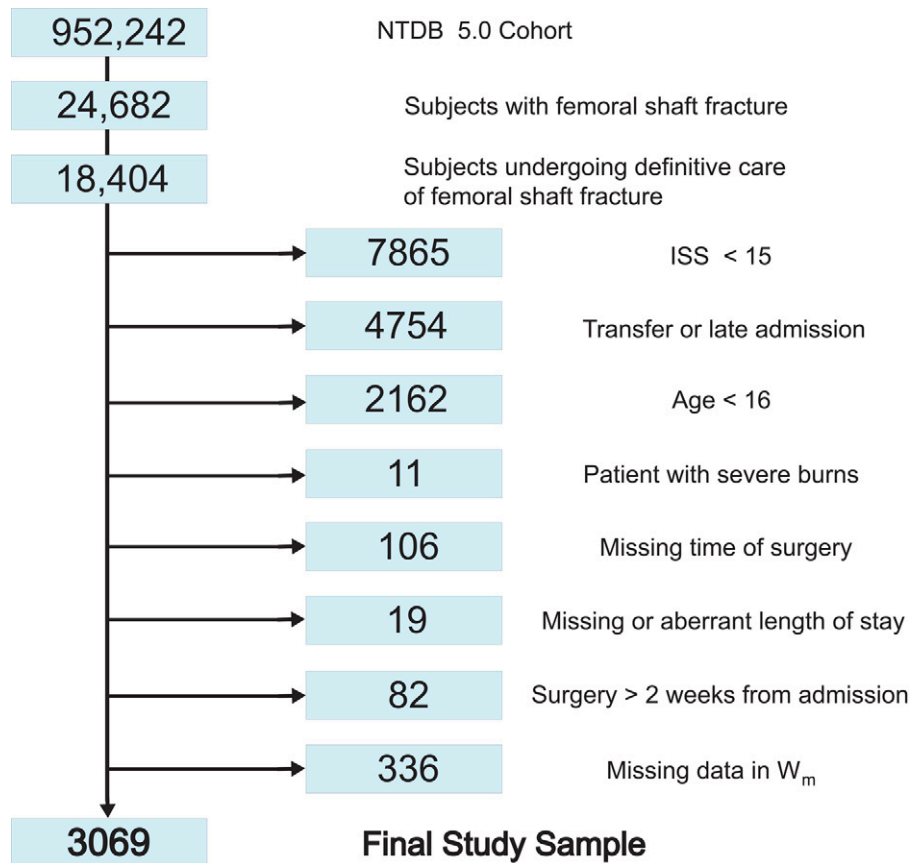 952,242 NTDB 5.0 Cohort
24,682 Subjects with femoral shaft fracture
18,404 Subjects undergoing definitive care
of femoral shaft fracture
7865 ISS < 15
4754 Transfer or late admission
2162 Age < 16
11 Patient with severe burns
106 Missing time of surgery
19 Missing or aberrant length of stay
82 Surgery > 2 weeks from admission
336 Missing data in Wm
3069 Final Study Sample